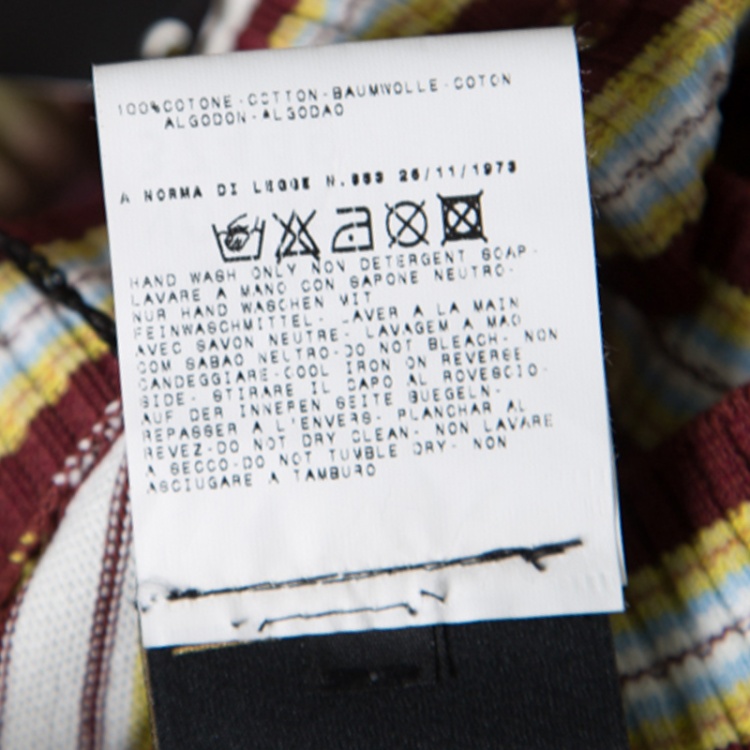 100%COTONE-COTTON-BAUMWOLLE-COTON
ALGODON-ALGODAO
A NORMA DI LEGGE N.883 26/11/1973
HAND WASH ONLY NON DETERGENT SOAP-
LAVARE A MANO CON SAPONE NEUTRO-
NUR HAND WASCHEN MIT
FEINWASCHMITTEL- LAVER A LA MAIN
AVEC SAVON NEUTRE- LAVAGEM A MAO
COM SABAO NEUTRO-DO NOT BLEACH- NON
CANDEGGIARE-COOL IRON ON REVERSE
SIDE- STIRARE IL CAPO AL ROVESCIO-
AUF DER INNEREN SEITE BUEGELN-
REPASSER A L'ENVERS- PLANCHAR AL
REVEZ-DO NOT DRY CLEAN- NON LAVARE
A SECCO-DO NOT TUMBLE DRY- NON
ASCIUGARE A TAMBURO